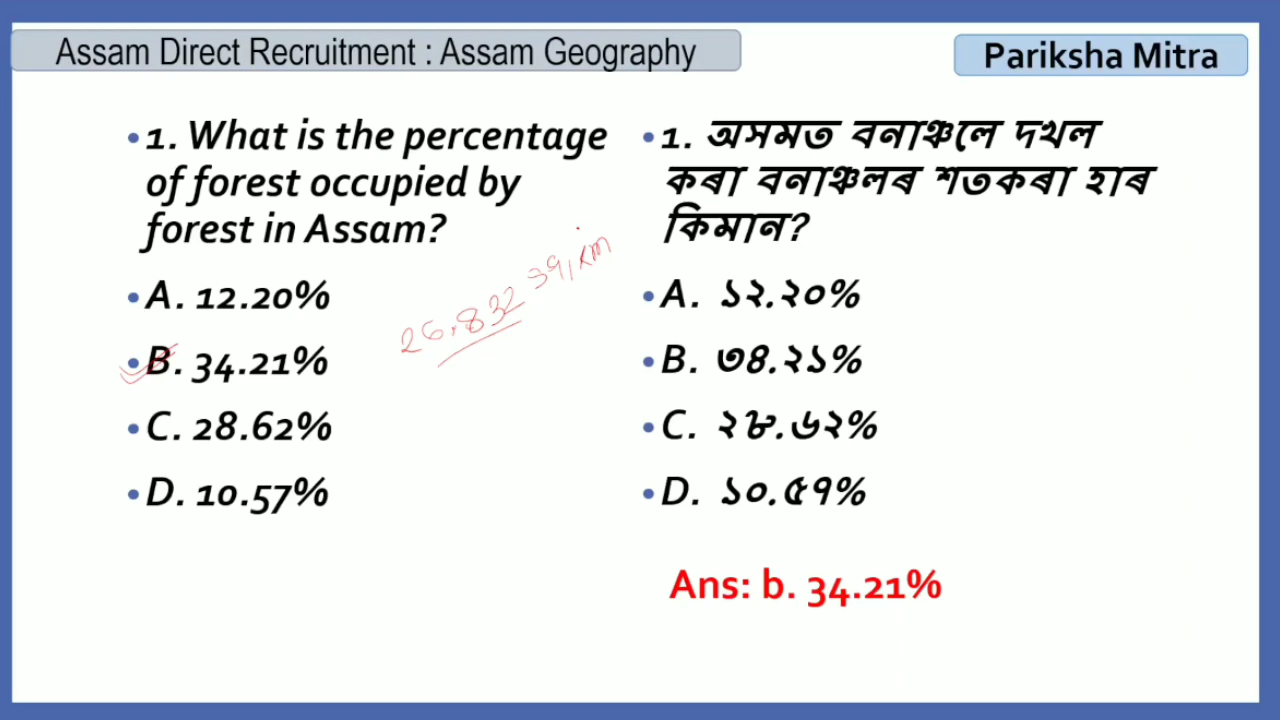 Assam Direct Recruitment : Assam Geography
Pariksha Mitra
•1. What is the percentage
of forest occupied by
forest in Assam?
•A. 12.20%
•B. 34.21%
•C. 28.62%
•D. 10.57%
26,832
•1. অসমত বনাঞ্চলে দখল
কৰা বনাঞ্চলৰ শতকৰা হাৰ
কিমান?
•A. ১২.২০%
•B. ৩৪.২১%
•C. ২৮.৬২%
•D. ১০.৫৭%
Ans: b. 34.21%